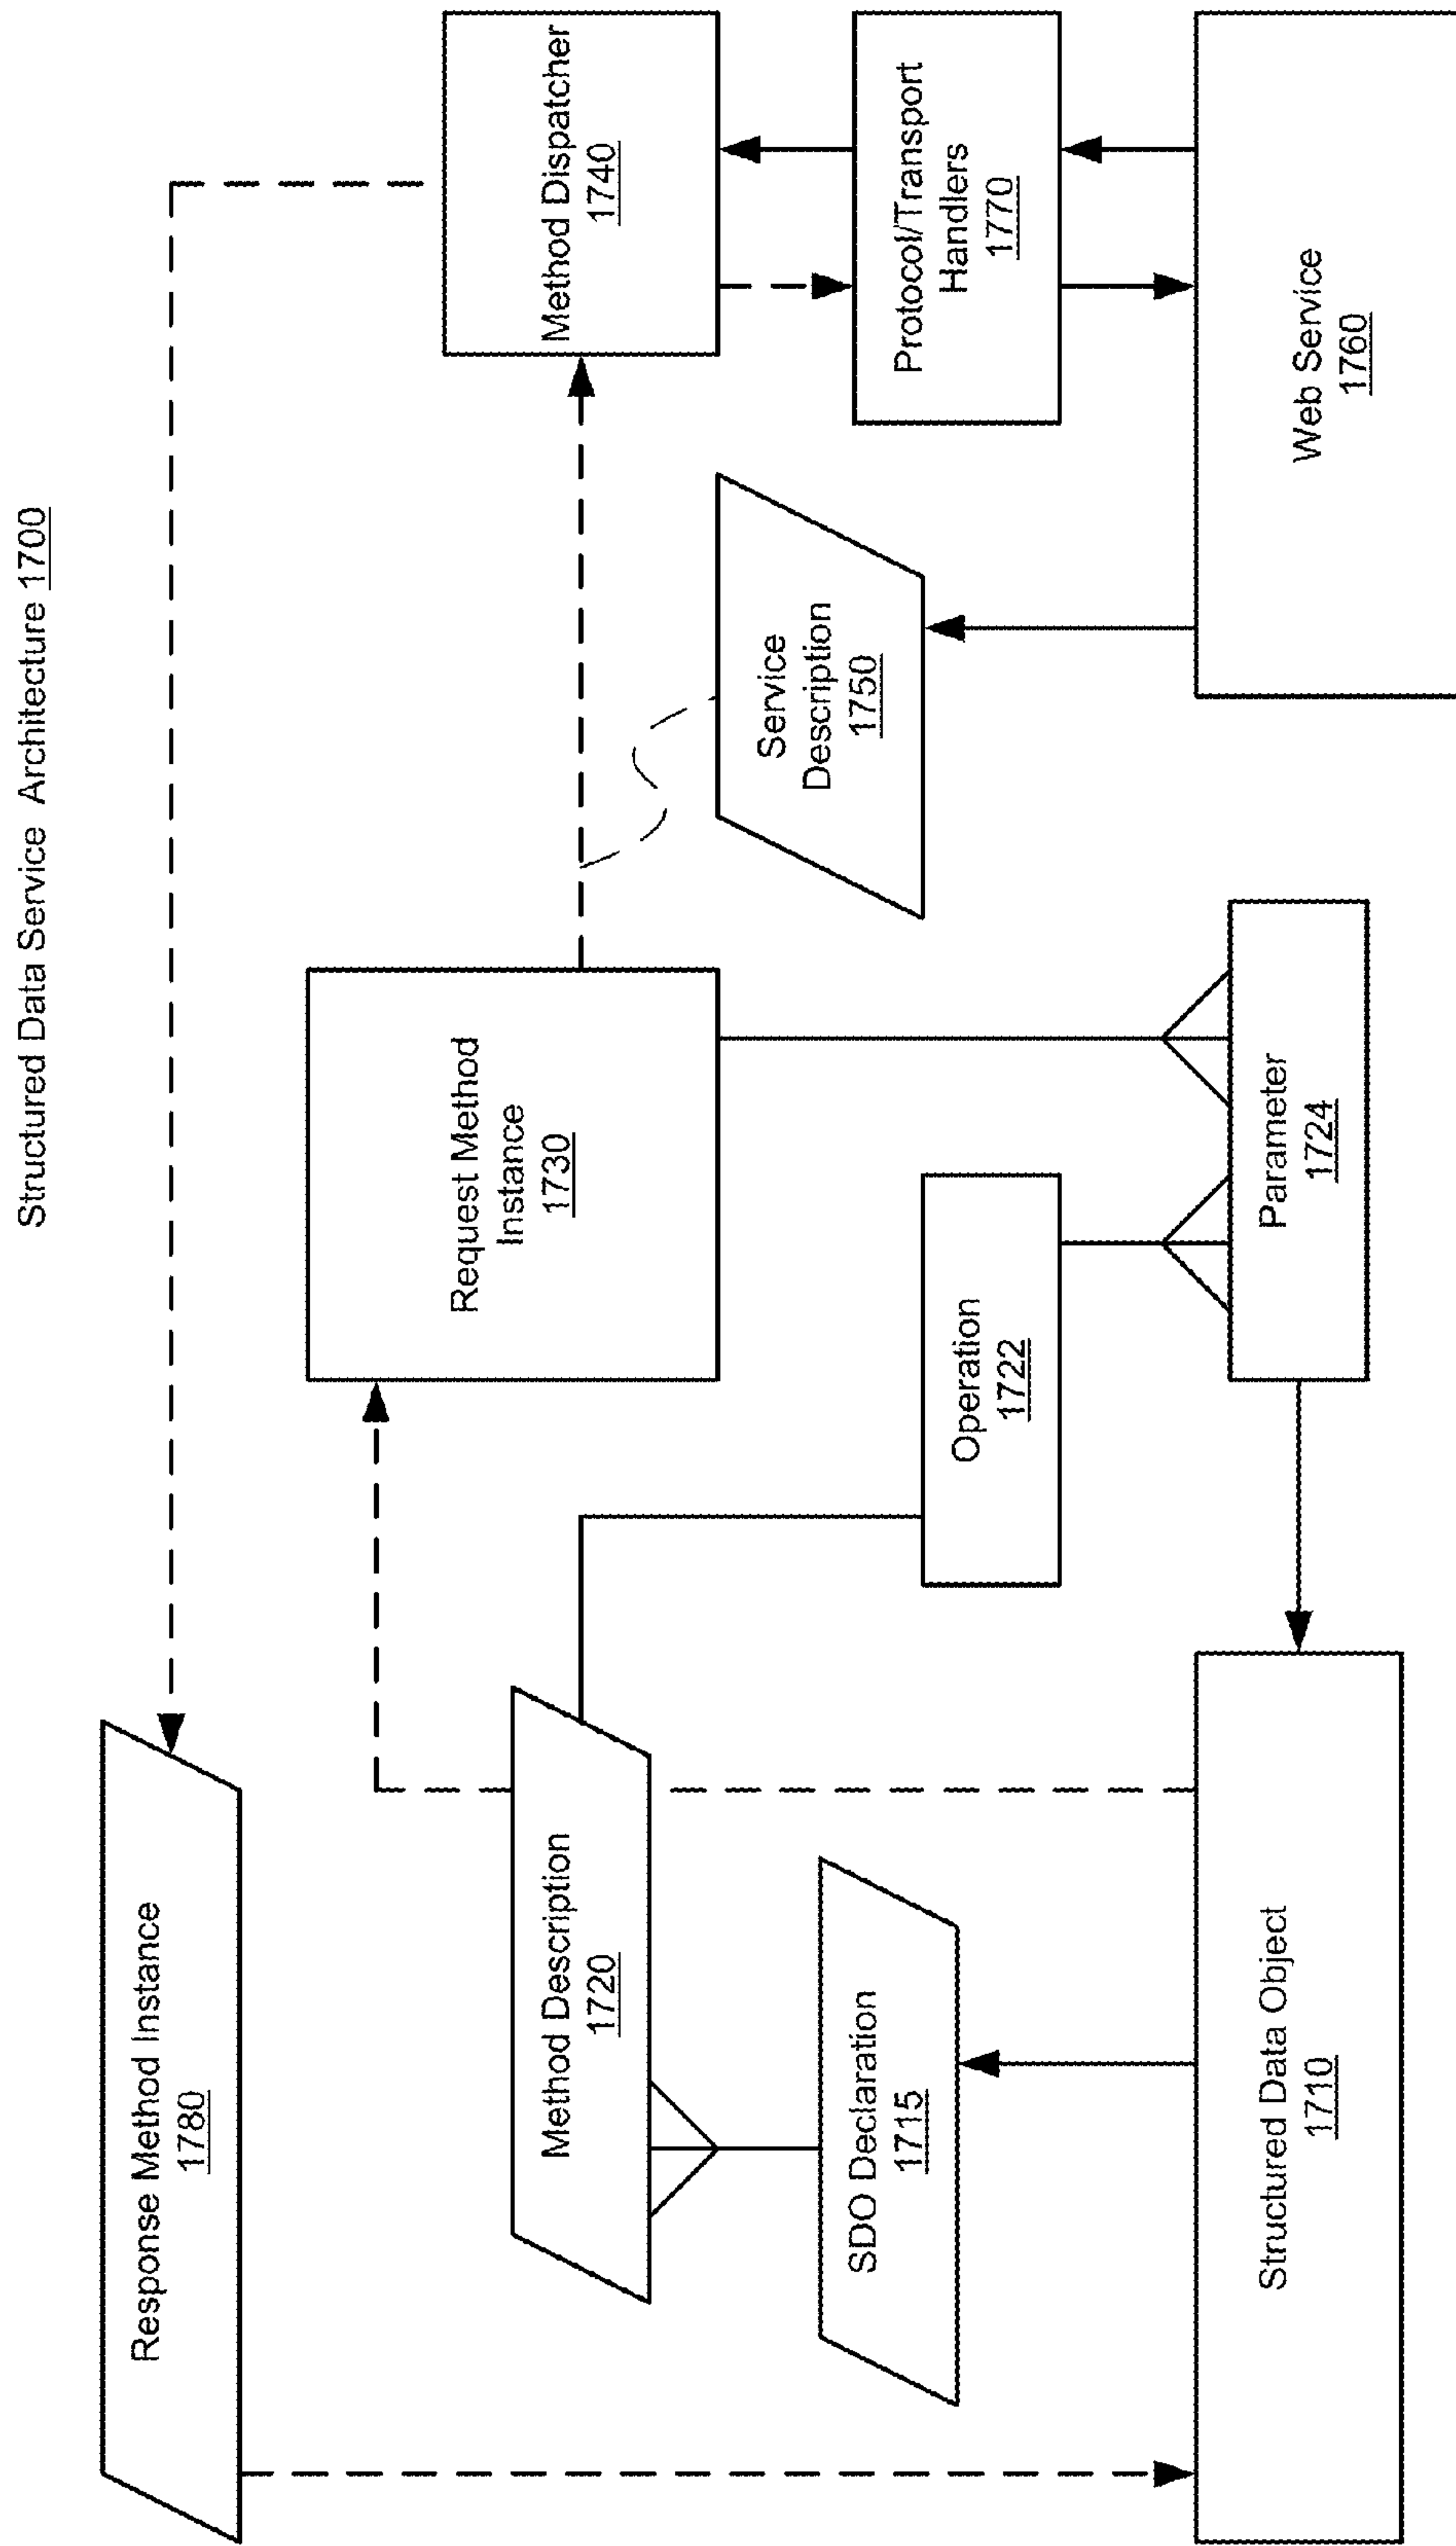 Structured Data Service Architecture 1700
Response Method Instance
1780
Method Description
1720
SDO Declaration
1715
Structured Data Object
1710
Request Method
Instance
1730
Operation
1722
Parameter
1724
Service
Description
1750
Method Dispatcher
1740
Protocol/Transport
Handlers
1770
Web Service
1760